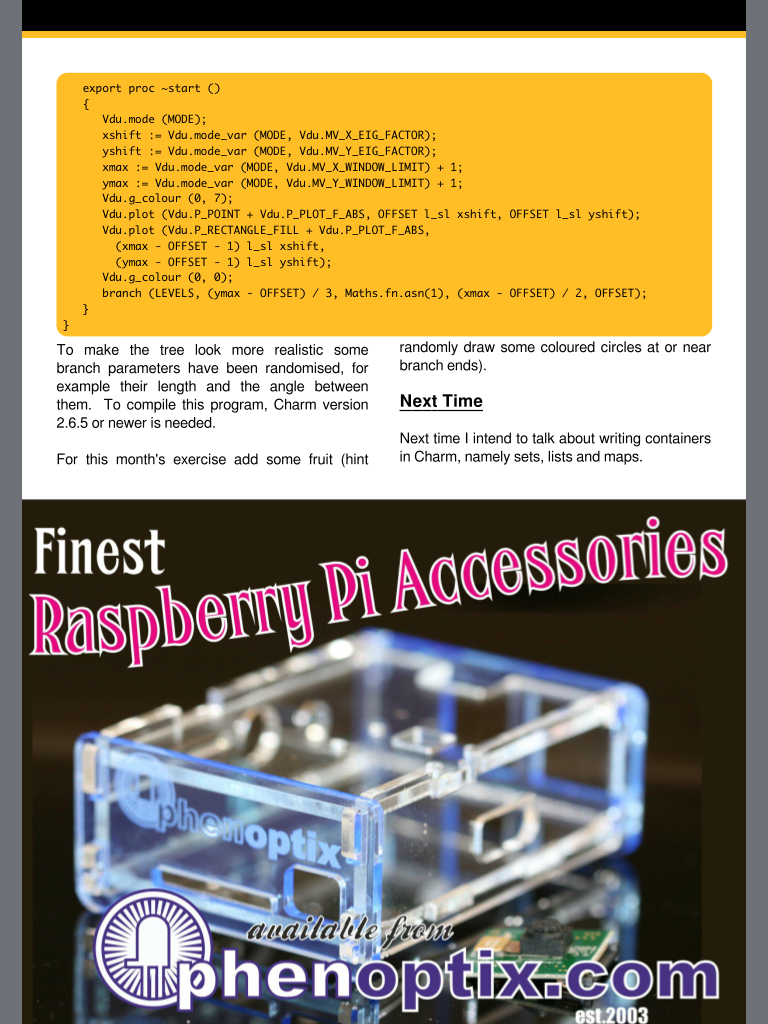 export proc ~start ()
{
Vdu.mode (MODE);
xshift := Vdu.mode_var (MODE, Vdu.MV_X_EIG_FACTOR);
yshift := Vdu.mode_var (MODE, Vdu.MV_Y_EIG_FACTOR);
xmax := Vdu.mode_var (MODE, Vdu.MV_X_WINDOW_LIMIT) + 1;
ymax := Vdu.mode_var (MODE, Vdu.MV_Y_WINDOW_LIMIT) + 1;
Vdu.g_colour (0, 7);
Vdu.plot (Vdu.P_POINT + Vdu.P_PLOT_F_ABS, OFFSET l_sl xshift, OFFSET l_sl yshift);
Vdu.plot (Vdu.P_RECTANGLE_FILL + Vdu.P_PLOT_F_ABS,
(xmax - OFFSET - 1) l_sl xshift,
(ymax - OFFSET - 1) l_sl yshift);
Vdu.g_colour (0, 0);
branch (LEVELS, (ymax - OFFSET) / 3, Maths.fn.asn(1), (xmax - OFFSET) / 2, OFFSET);
}
}
To make the tree look more realistic some
branch parameters have been randomised, for
example their length and the angle between
them. To compile this program, Charm version
2.6.5 or newer is needed.
For this month's exercise add some fruit (hint
randomly draw some coloured circles at or near
branch ends).
Next Time
Next time I intend to talk about writing containers
in Charm, namely sets, lists and maps.
Finest
Raspberry Pi Accessories
phenoptix
available from
phenoptix.com
est.2003